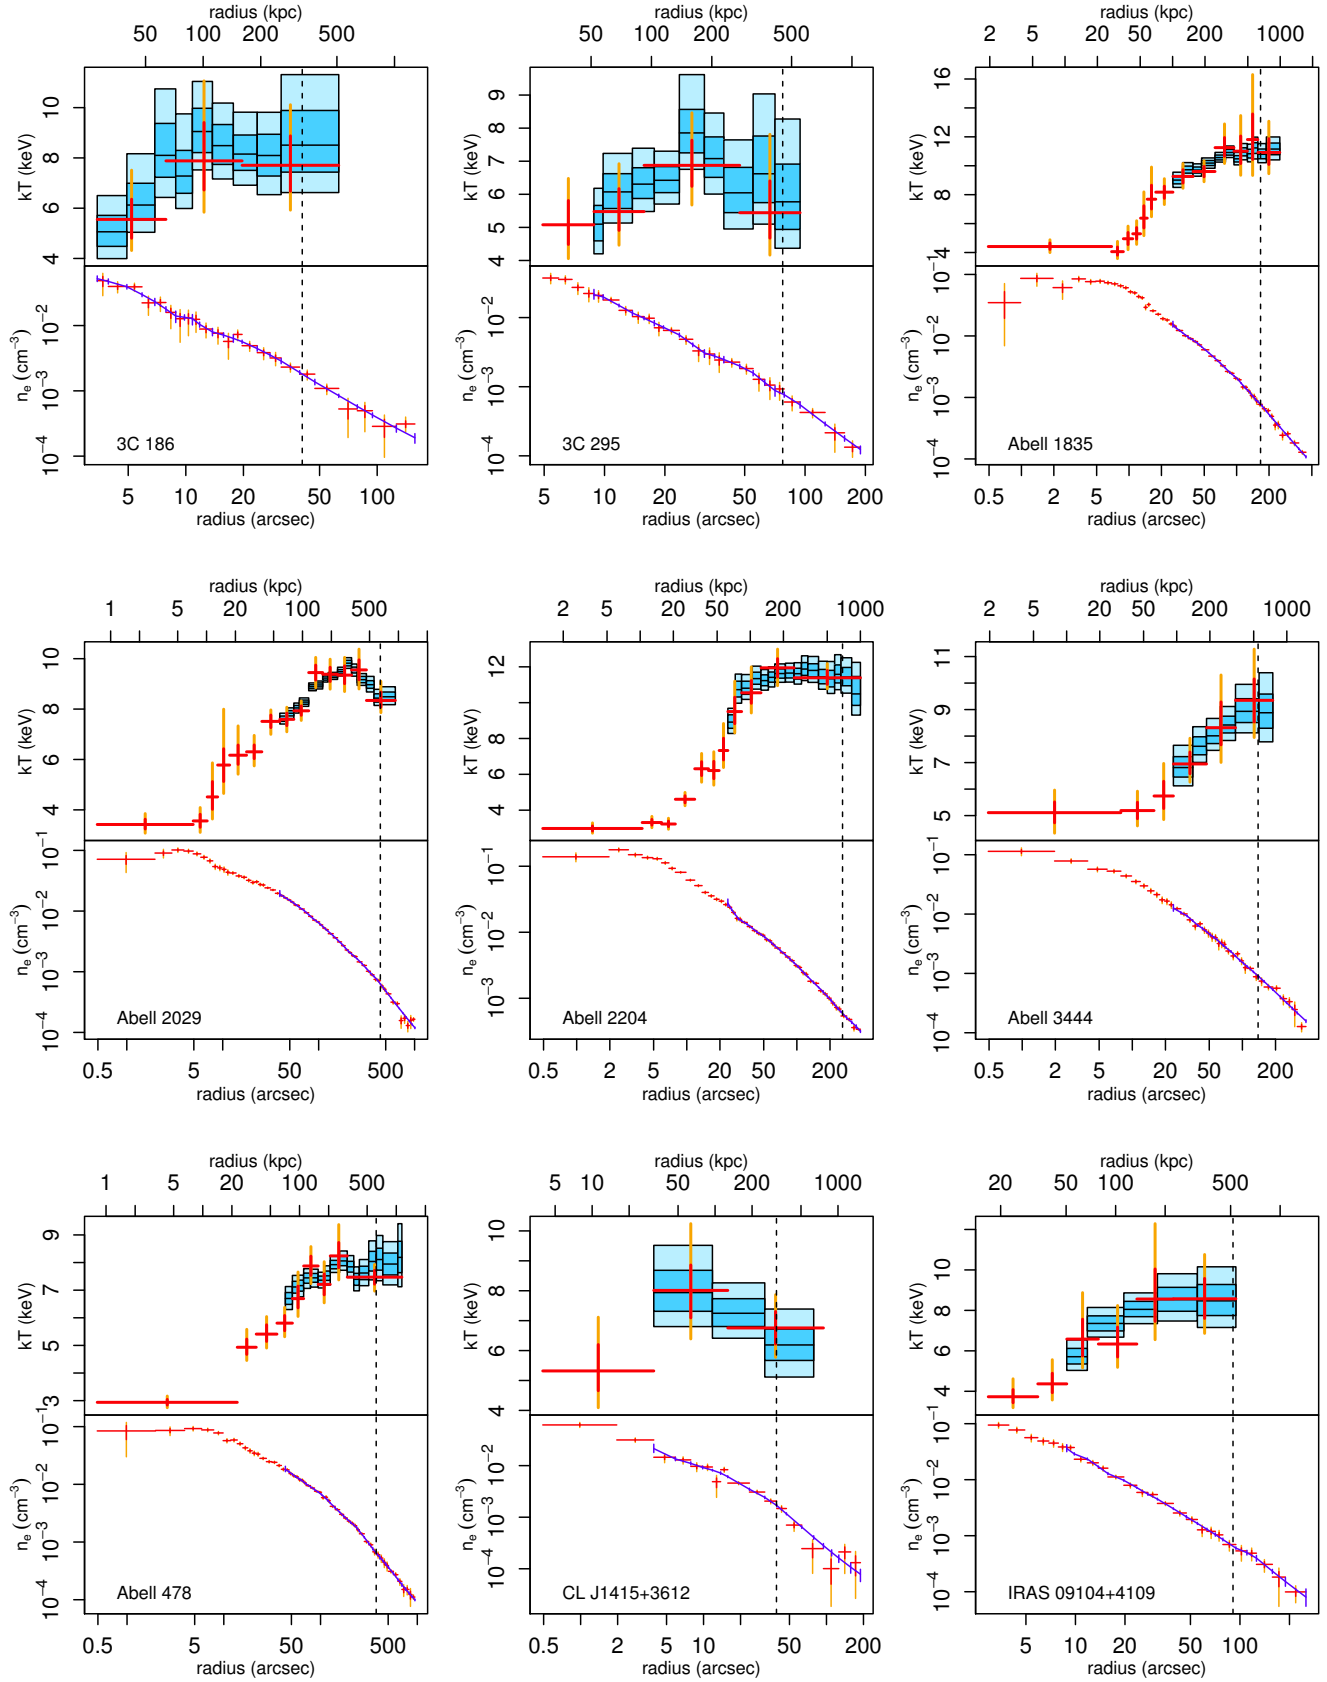 radius (kpc)
50 100 200 500
kT (keV)
4 6 8 10
n_e (cm^−3)
10^−4 10^−3 10^−2
3C 186
5 10 20 50 100
radius (arcsec)
radius (kpc)
50 100 200 500
kT (keV)
4 5 6 7 8 9
n_e (cm^−3)
10^−4 10^−3 10^−2
3C 295
5 10 20 50 100 200
radius (arcsec)
radius (kpc)
2 5 20 50 200 1000
kT (keV)
4 8 12 16
n_e (cm^−3)
10^−4 10^−3 10^−2 10^−1
Abell 1835
0.5 2 5 20 50 200
radius (arcsec)
radius (kpc)
1 5 20 100 500
kT (keV)
4 6 8 10
n_e (cm^−3)
10^−4 10^−3 10^−2 10^−1
Abell 2029
0.5 5 50 500
radius (arcsec)
radius (kpc)
2 5 20 50 200 1000
kT (keV)
4 6 8 12
n_e (cm^−3)
10^−3 10^−2 10^−1
Abell 2204
0.5 2 5 20 50 200
radius (arcsec)
radius (kpc)
2 5 20 50 200 1000
kT (keV)
5 7 9 11
n_e (cm^−3)
10^−4 10^−3 10^−2 10^−1
Abell 3444
0.5 2 5 20 50 200
radius (arcsec)
radius (kpc)
1 5 20 100 500
kT (keV)
3 5 7 9
n_e (cm^−3)
10^−4 10^−3 10^−2 10^−1
Abell 478
0.5 5 50 500
radius (arcsec)
radius (kpc)
5 10 50 200 1000
kT (keV)
4 6 8 10
n_e (cm^−3)
10^−4 10^−3 10^−2
CL J1415+3612
0.5 2 5 10 50 200
radius (arcsec)
radius (kpc)
20 50 100 500
kT (keV)
4 6 8 10
n_e (cm^−3)
10^−4 10^−3 10^−2 10^−1
IRAS 09104+4109
5 10 20 50 100
radius (arcsec)